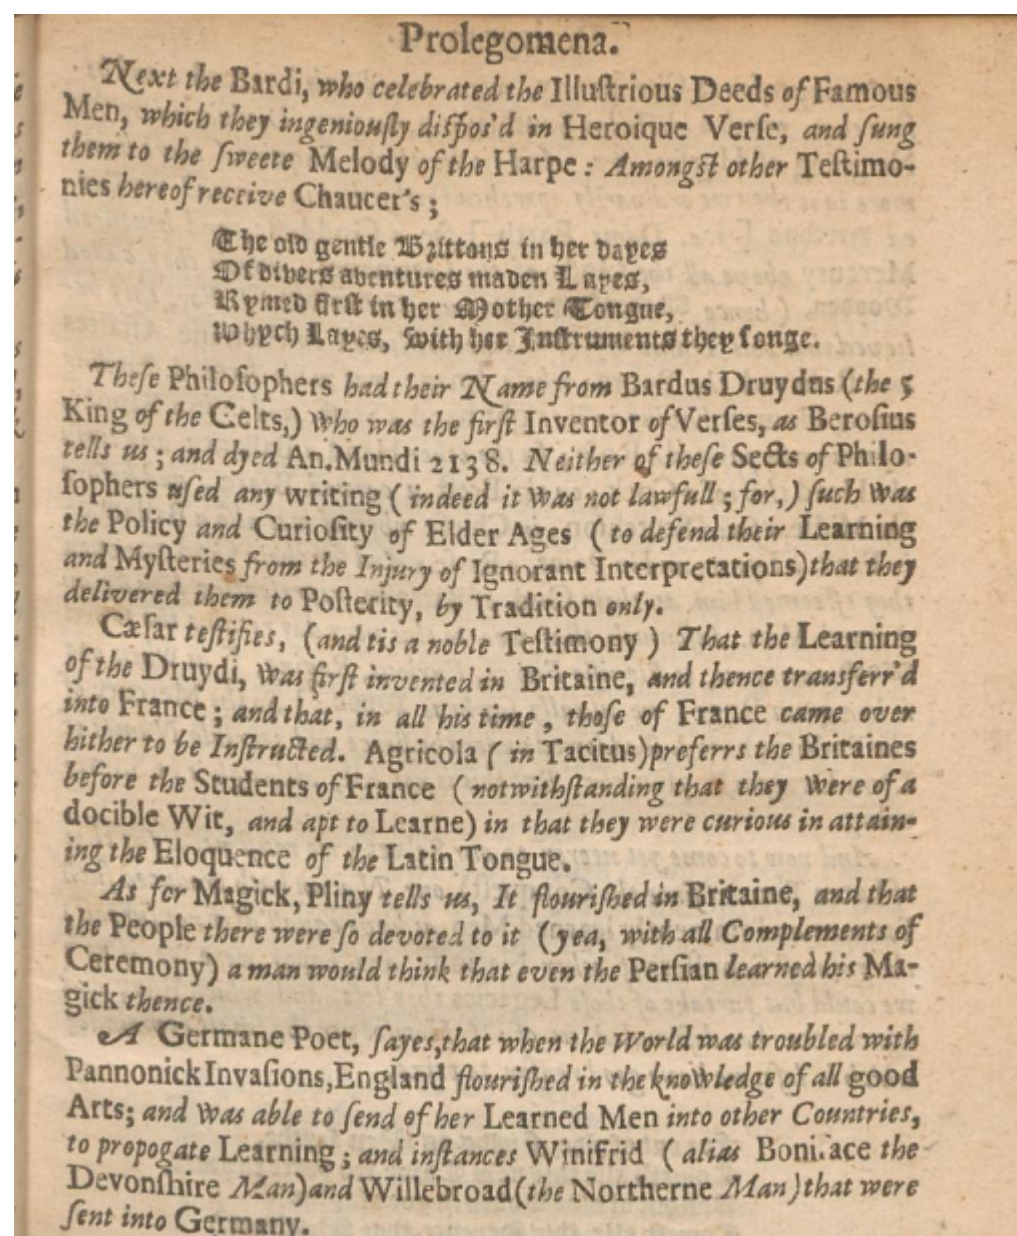 Prolegomena.
Next the Bardi, who celebrated the Illuſtrious Deeds of Famous
Men, which they ingeniouſly diſpos'd in Heroique Verſe, and ſung
them to the ſweete Melody of the Harpe: Amongſt other Teſtimo-
nies hereof receive Chaucer's;
The old gentle Brittons in her dayes
Of divers aventures maden Layes,
Rymed firſt in her Mother Tongue,
Whych Layes, with her Inſtruments they ſonge.
Theſe Philoſophers had their Name from Bardus Druydus (the 5
King of the Celts,) Who was the firſt Inventor of Verſes, as Beroſius
tells us; and dyed An. Mundi 2138. Neither of theſe Sects of Philo-
ſophers uſed any writing (indeed it was not lawfull; for,) ſuch was
the Policy and Curioſity of Elder Ages (to defend their Learning
and Myſteries from the Injury of Ignorant Interpretations) that they
delivered them to Poſterity, by Tradition only.
Cæſar teſtifies, (and tis a noble Teſtimony) That the Learning
of the Druydi, was firſt invented in Britaine, and thence transferr'd
into France; and that, in all his time, thoſe of France came over
hither to be Inſtructed. Agricola (in Tacitus) preferrs the Britaines
before the Students of France (notwithſtanding that they were of a
docible Wit, and apt to Learne) in that they were curious in attain-
ing the Eloquence of the Latin Tongue.
As for Magick, Pliny tells us, It flouriſhed in Britaine, and that
the People there were ſo devoted to it (yea, with all Complements of
Ceremony) a man would think that even the Perſian learned his Ma-
gick thence.
A Germane Poet, ſayes, that when the World was troubled with
Pannonick Invaſions, England flouriſhed in the knowledge of all good
Arts; and was able to ſend of her Learned Men into other Countries,
to propogate Learning; and inſtances Winifrid (alias Boniface the
Devonſhire Man) and Willebroad (the Northerne Man) that were
ſent into Germany.